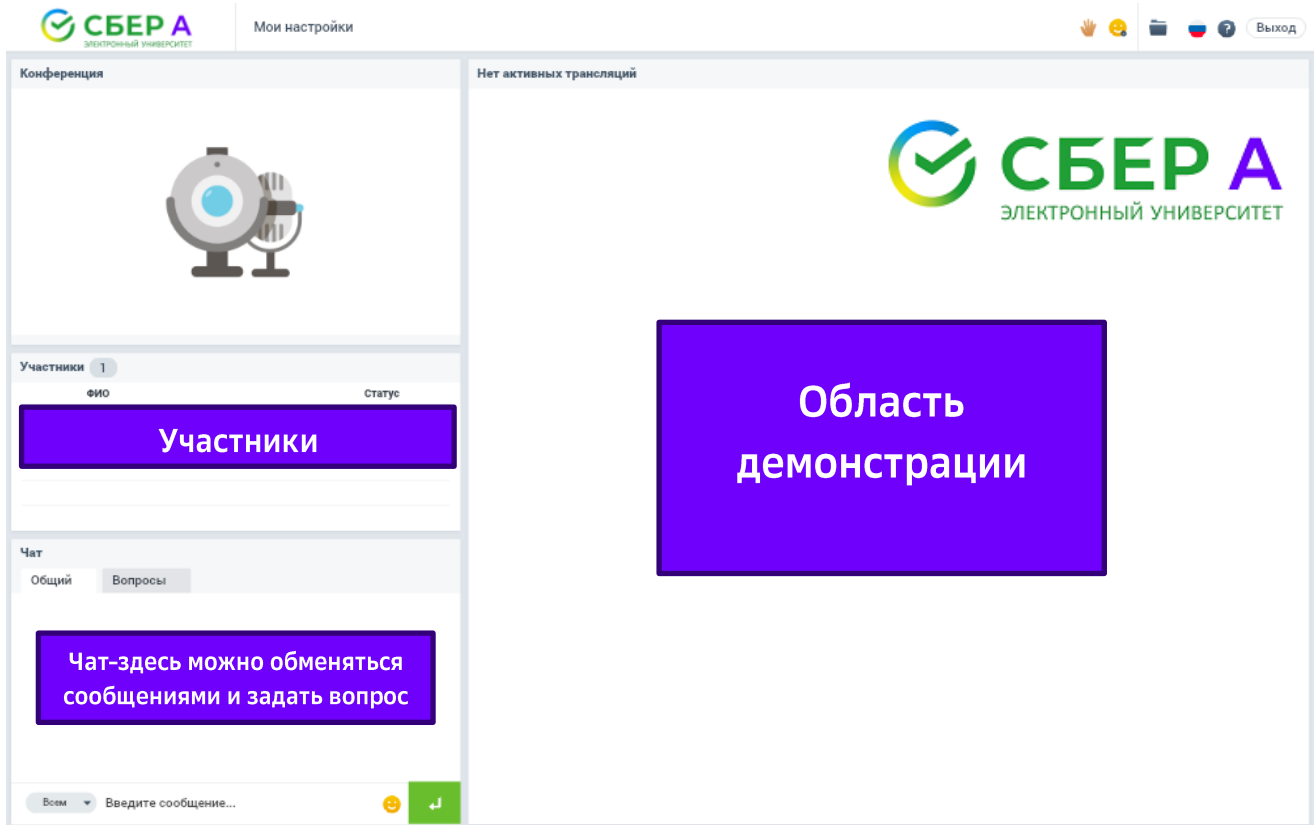 СБЕР А
ЭЛЕКТРОННЫЙ УНИВЕРСИТЕТ
Мои настройки
?
Выход
Конференция
Нет активных трансляций
СБЕР А
ЭЛЕКТРОННЫЙ УНИВЕРСИТЕТ
Участники 1
ФИО
Статус
Участники
Область
демонстрации
Чат
Общий
Вопросы
Чат-здесь можно обменяться
сообщениями и задать вопрос
Всем
Введите сообщение...